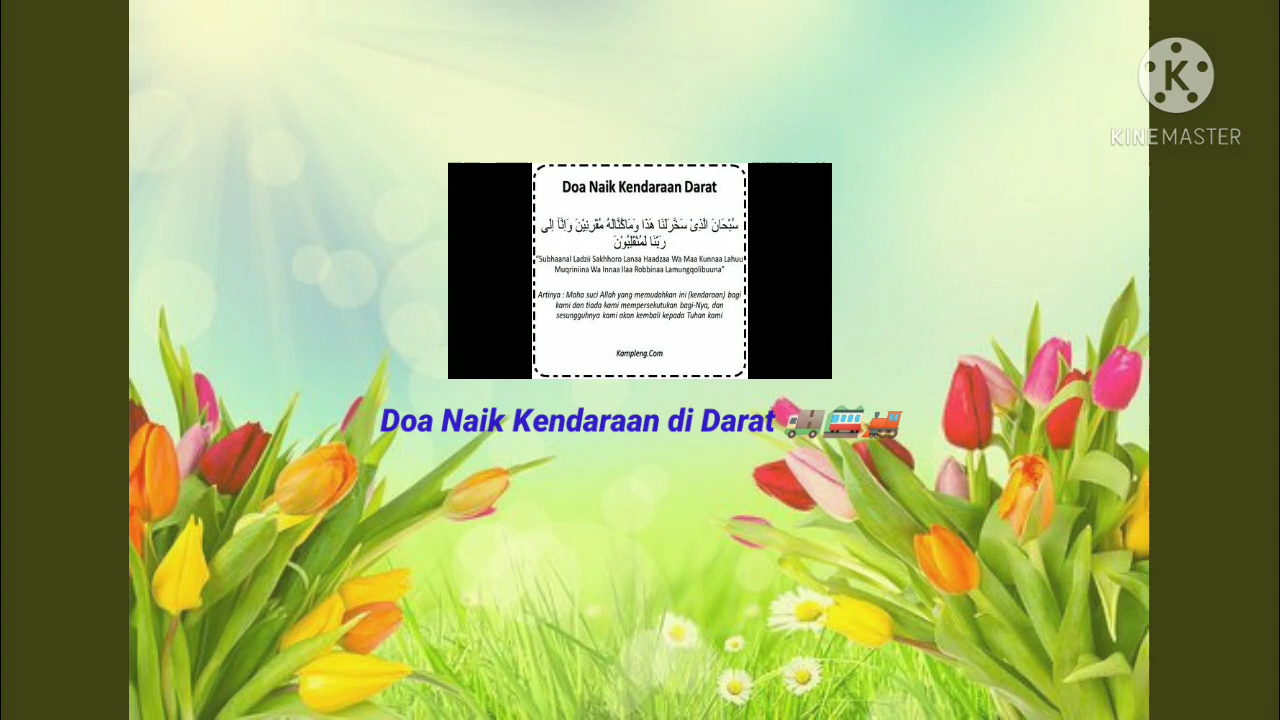 KINEMASTER
Doa Naik Kendaraan Darat
سُبْحَانَ الَّذِىْ سَخَّرَلَنَا هٰذَا وَمَاكُنَّالَهُ مُقْرِنِيْنَ وَاِنَّآ اِلٰى
رَبِّنَا لَمُنْقَلِبُوْنَ
"Subhaanal Ladzii Sakhhoro Lanaa Haadzaa Wa Maa Kunnaa Lahuu
Muqriniina Wa Innaa Ilaa Robbinaa Lamungqolibuuna"
Artinya : Maha suci Allah yang memudahkan ini (kendaraan) bagi
kami dan tiada kami mempersekutukan bagi-Nya, dan
sesungguhnya kami akan kembali kepada Tuhan kami
Kampleng.Com
Doa Naik Kendaraan di Darat 🚚🚞🚂